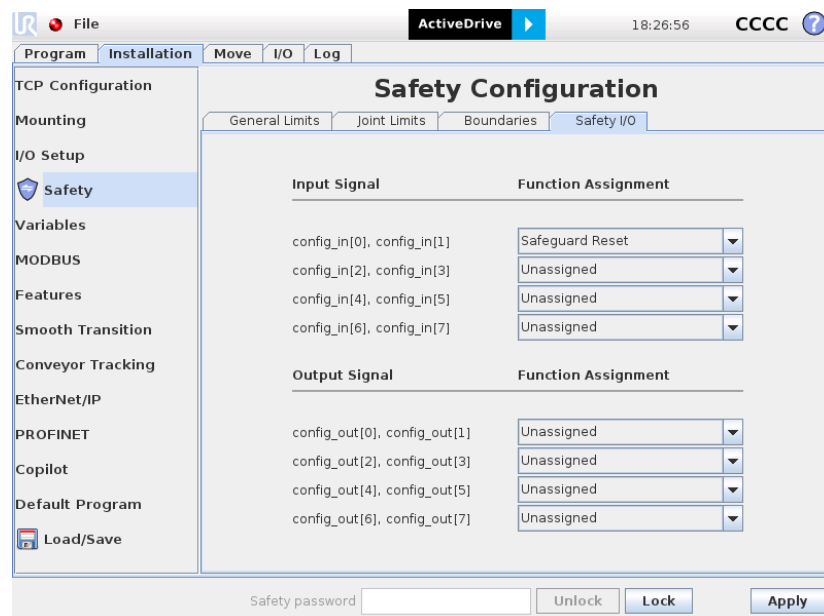 UR File ActiveDrive 18:26:56 CCCC ?
Program Installation Move I/O Log
TCP Configuration
Mounting
I/O Setup
Safety
Variables
MODBUS
Features
Smooth Transition
Conveyor Tracking
EtherNet/IP
PROFINET
Copilot
Default Program
Load/Save
Safety Configuration
General Limits Joint Limits Boundaries Safety I/O
Input Signal Function Assignment
config_in[0], config_in[1] Safeguard Reset
config_in[2], config_in[3] Unassigned
config_in[4], config_in[5] Unassigned
config_in[6], config_in[7] Unassigned
Output Signal Function Assignment
config_out[0], config_out[1] Unassigned
config_out[2], config_out[3] Unassigned
config_out[4], config_out[5] Unassigned
config_out[6], config_out[7] Unassigned
Safety password Unlock Lock Apply